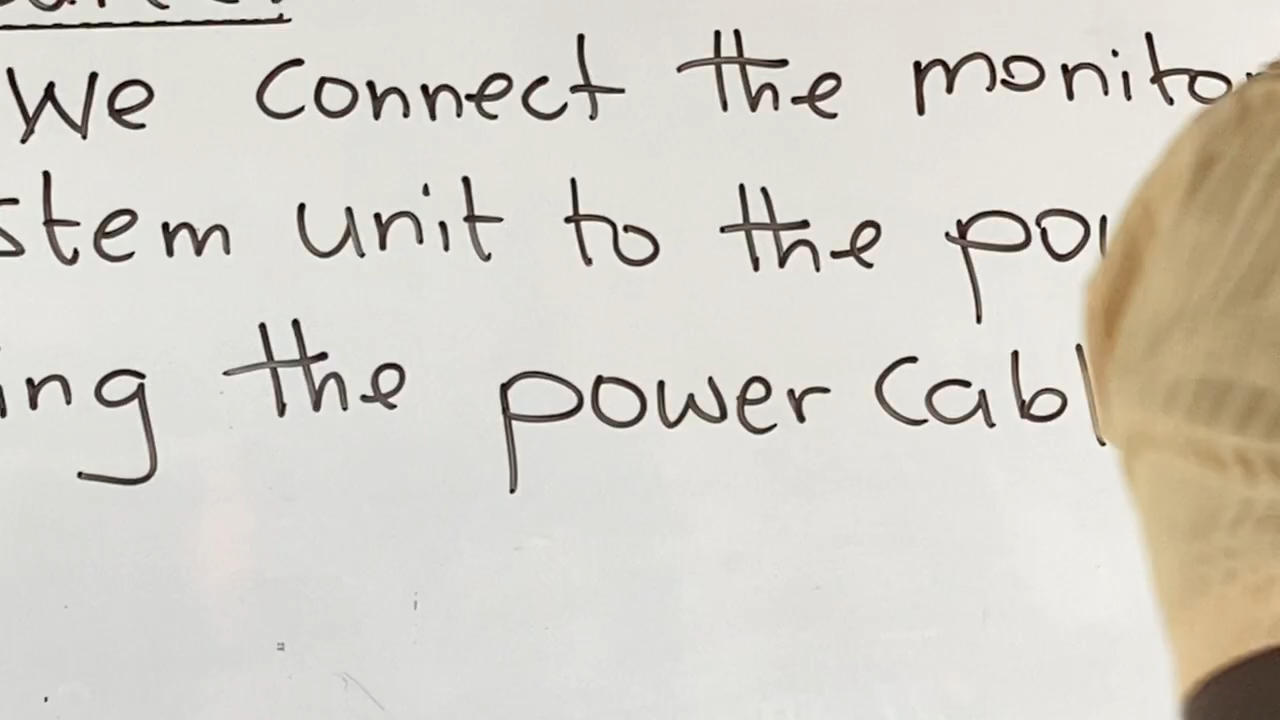 We connect the monito
stem unit to the po
ing the power cabl